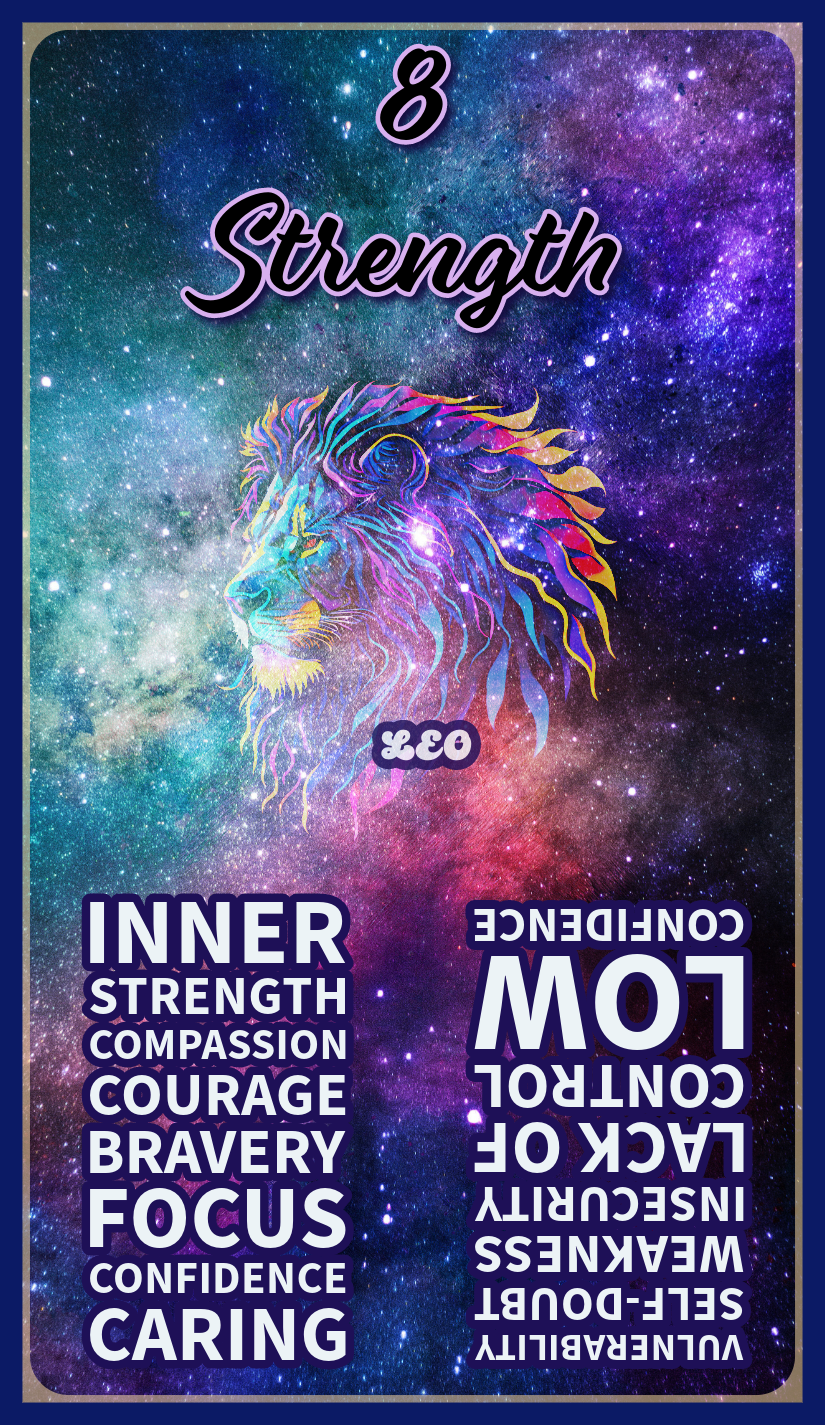 8
Strength
LEO
INNER
STRENGTH
COMPASSION
COURAGE
BRAVERY
FOCUS
CONFIDENCE
CARING
VULNERABILITY
SELF-DOUBT
WEAKNESS
INSECURITY
LACK OF
CONTROL
LOW
CONFIDENCE